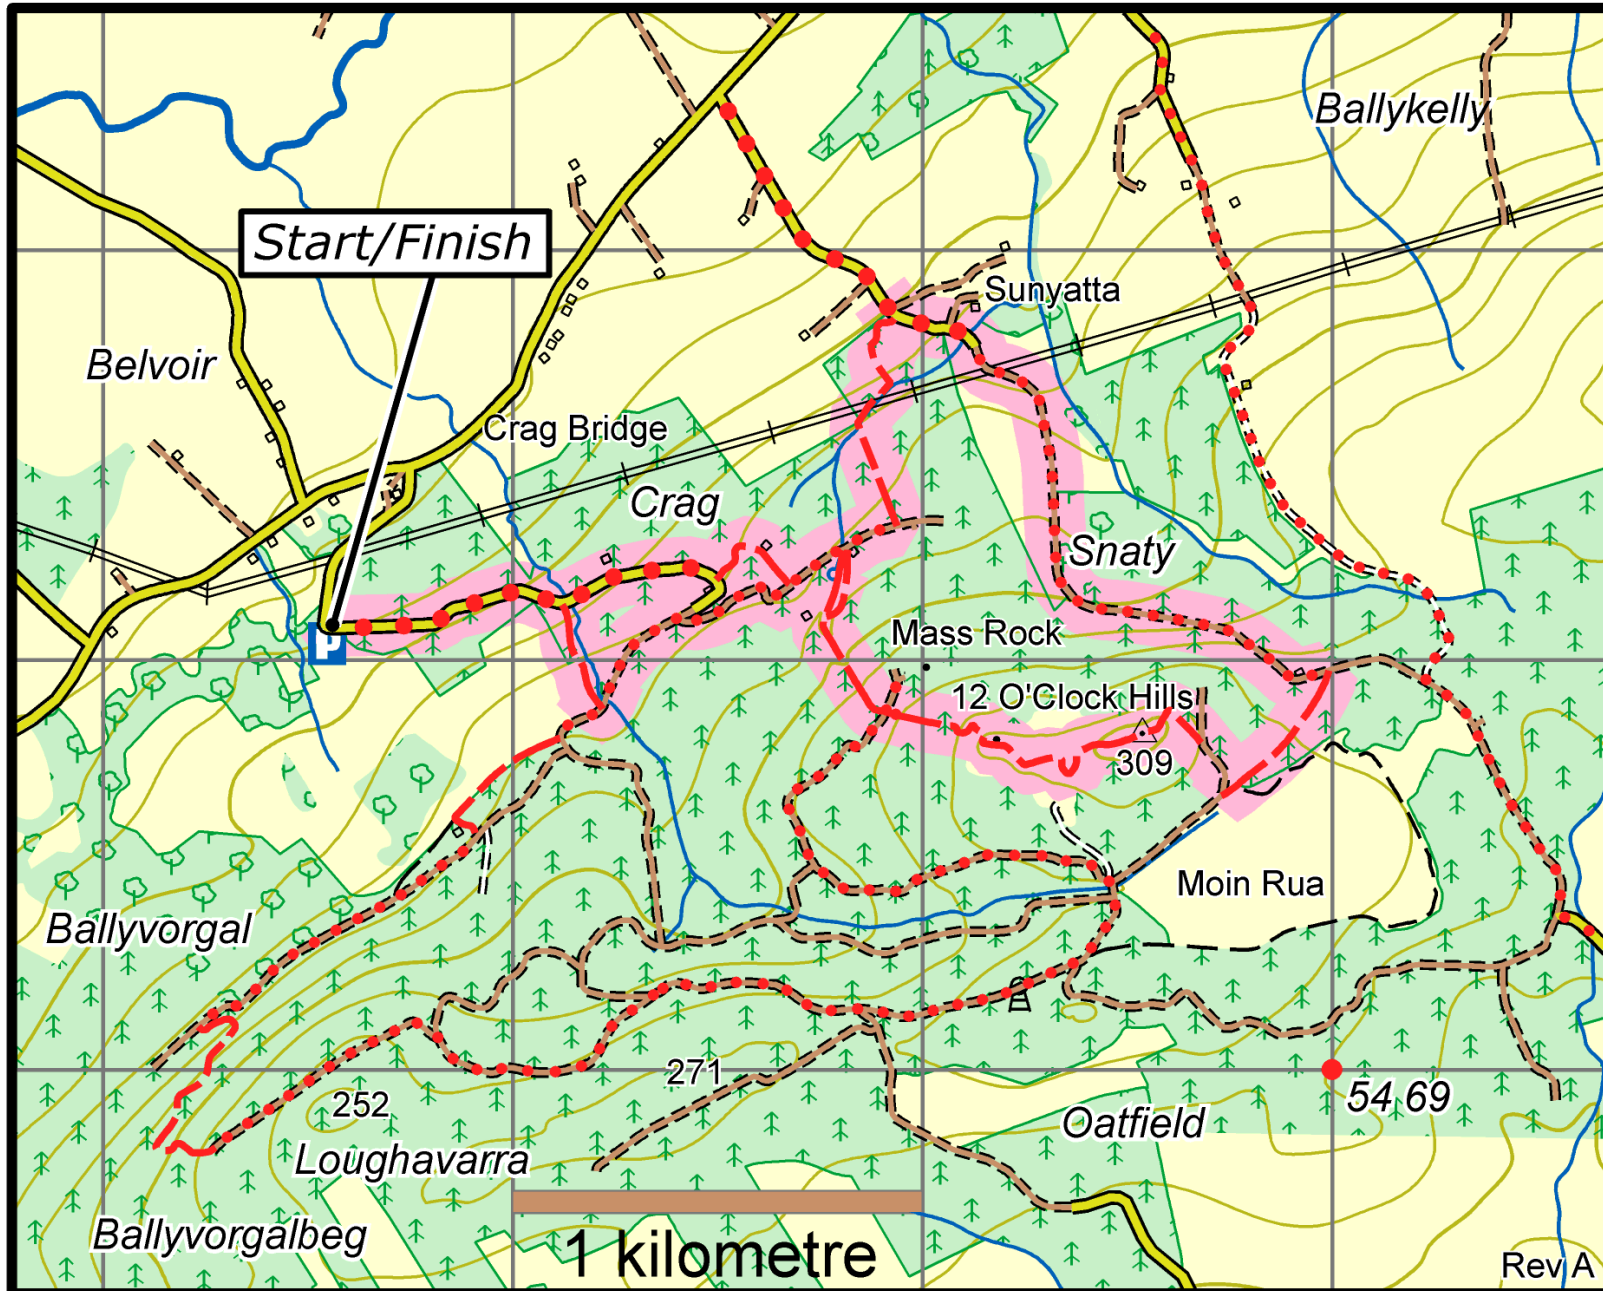 Ballykelly
Start/Finish
Sunyatta
Belvoir
Crag Bridge
Crag
Snaty
P
Mass Rock
12 O'Clock Hills
309
Moin Rua
Ballyvorgal
271
54 69
252
Oatfield
Loughavarra
Ballyvorgalbeg
1 kilometre
Rev A